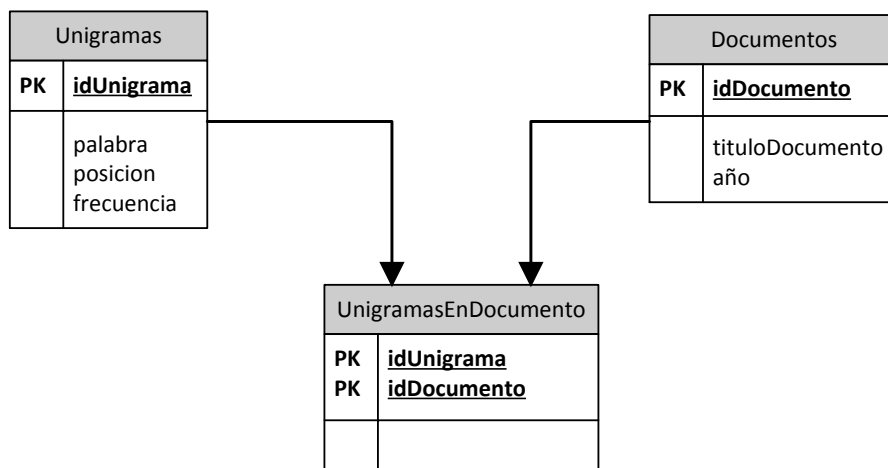 Unigramas
PK idUnigrama
palabra
posicion
frecuencia
Documentos
PK idDocumento
tituloDocumento
año
UnigramasEnDocumento
PK idUnigrama
PK idDocumento